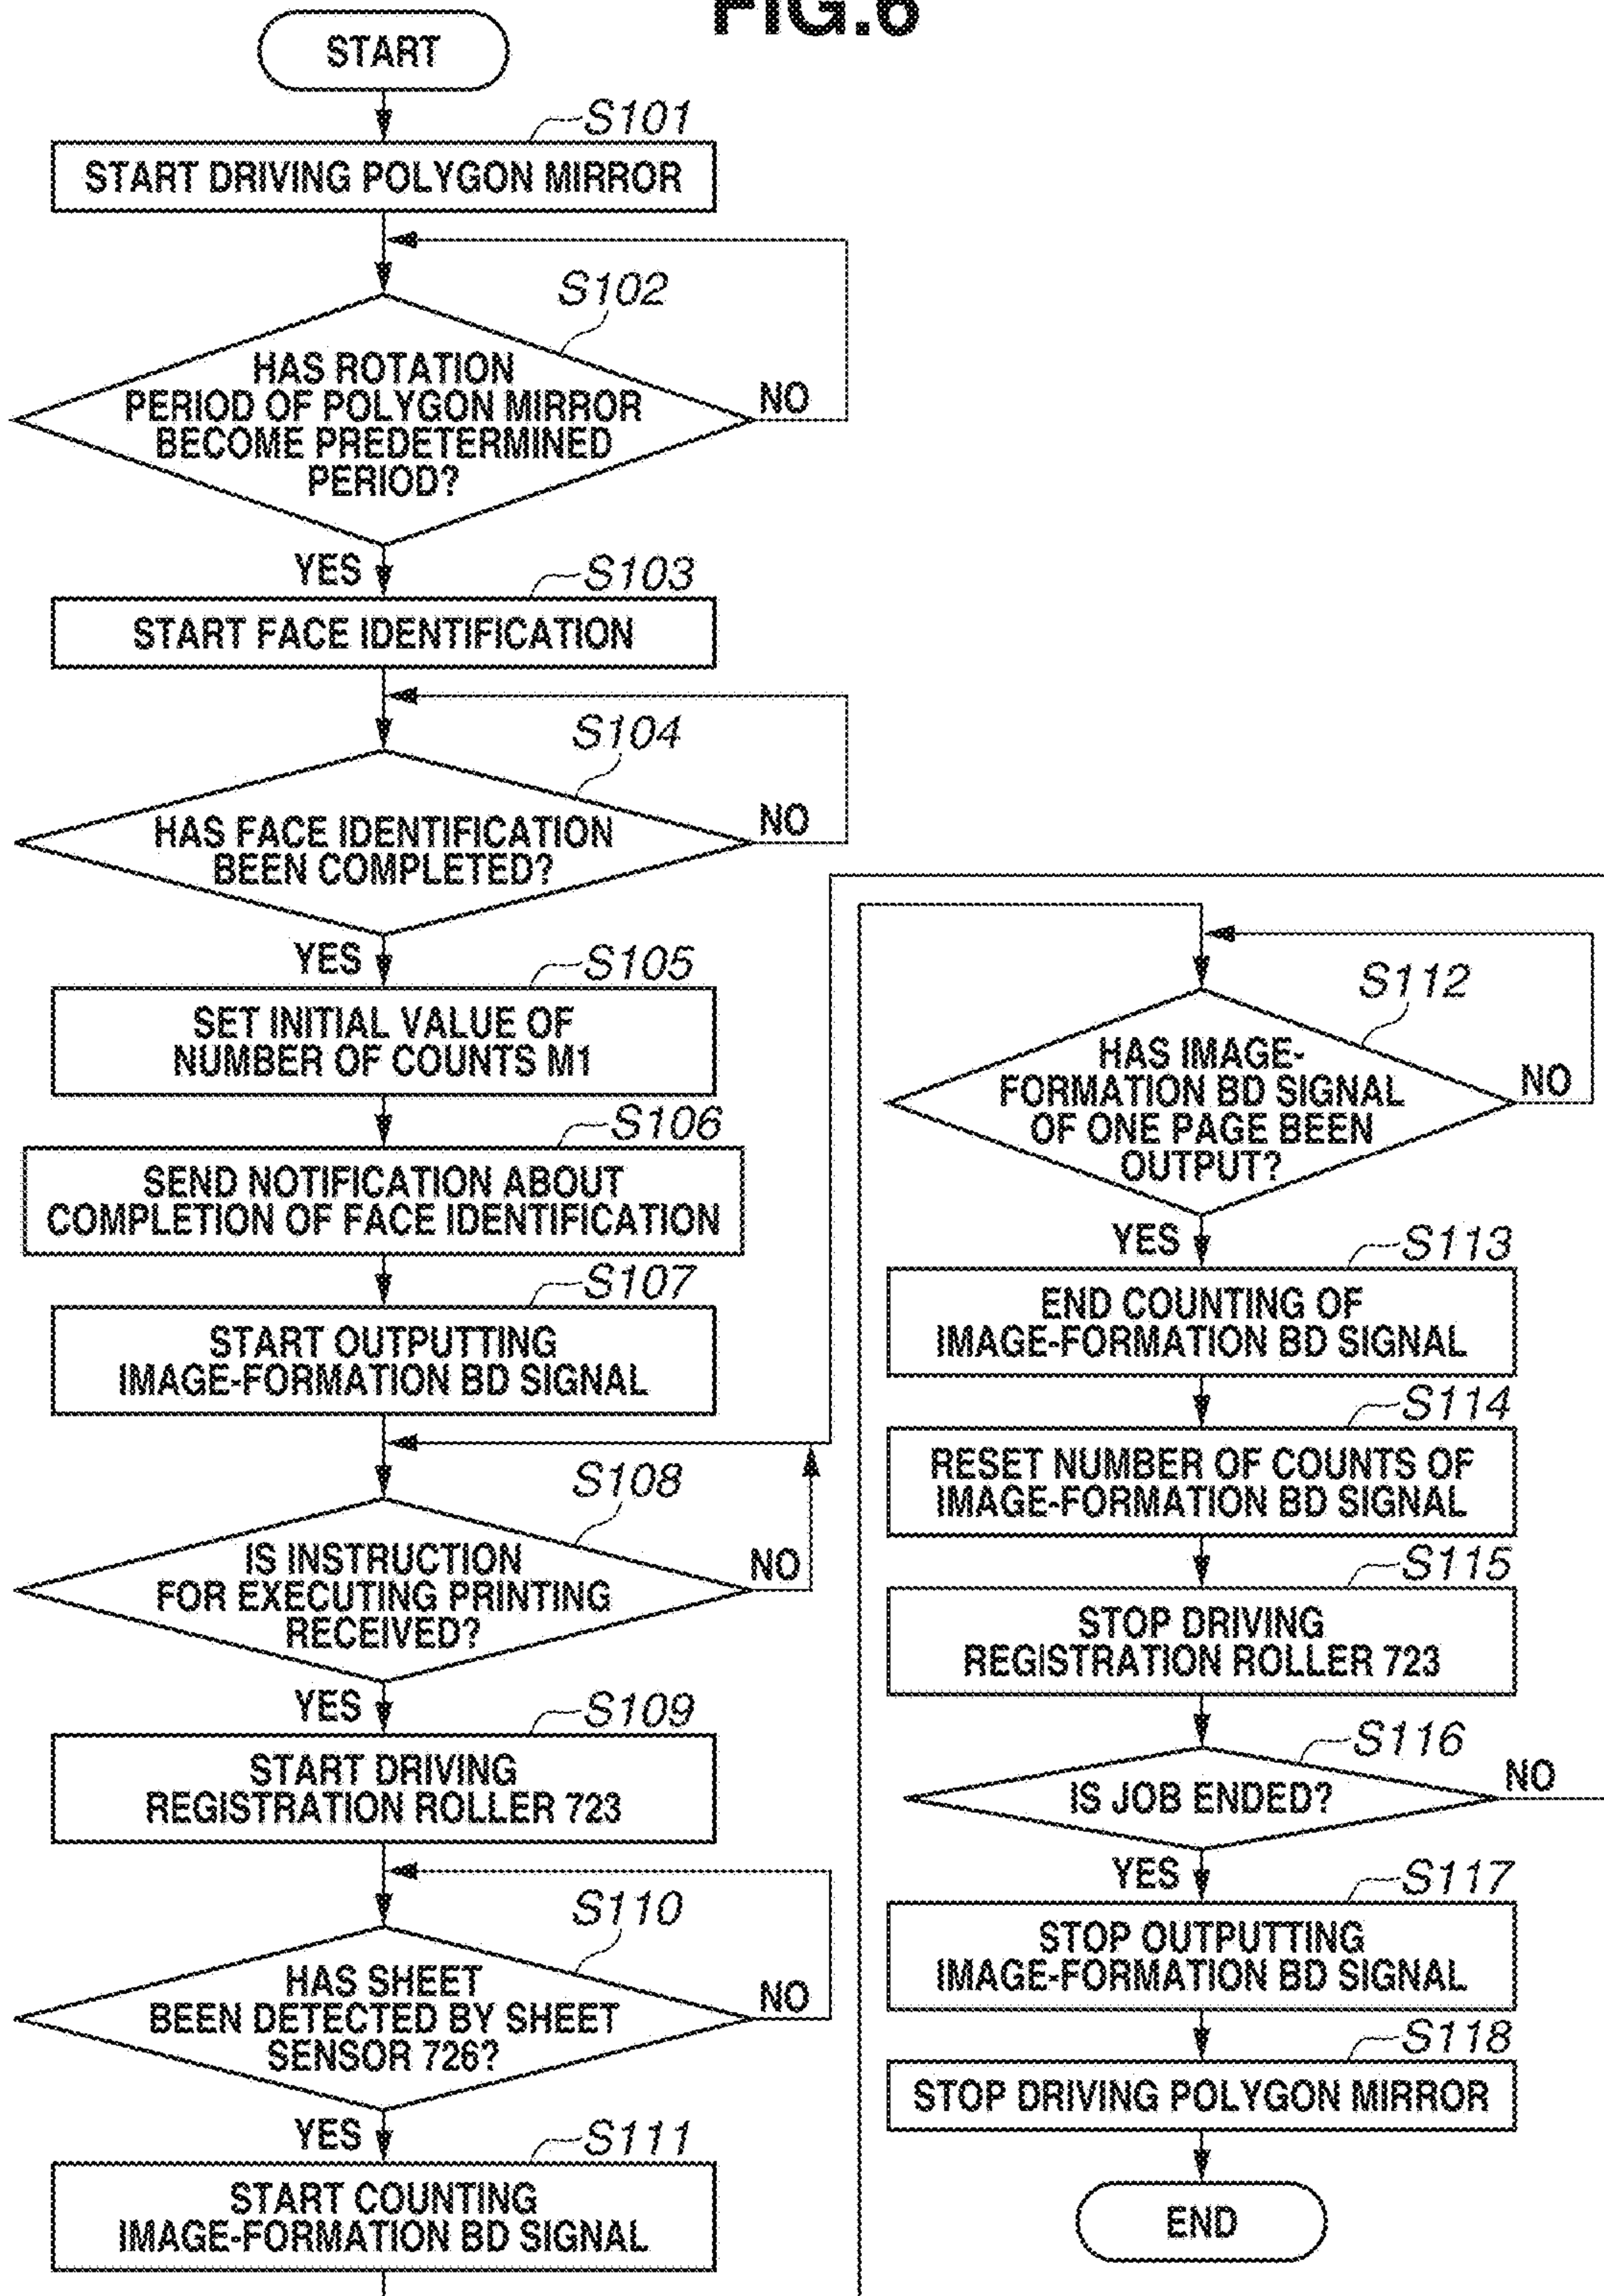 FIG.6
START
S101
START DRIVING POLYGON MIRROR
S102
HAS ROTATION
PERIOD OF POLYGON MIRROR
BECOME PREDETERMINED
PERIOD?
NO
YES
S103
START FACE IDENTIFICATION
S104
HAS FACE IDENTIFICATION
BEEN COMPLETED?
NO
YES
S105
SET INITIAL VALUE OF
NUMBER OF COUNTS M1
S106
SEND NOTIFICATION ABOUT
COMPLETION OF FACE IDENTIFICATION
S107
START OUTPUTTING
IMAGE-FORMATION BD SIGNAL
S108
IS INSTRUCTION
FOR EXECUTING PRINTING
RECEIVED?
NO
YES
S109
START DRIVING
REGISTRATION ROLLER 723
S110
HAS SHEET
BEEN DETECTED BY SHEET
SENSOR 726?
NO
YES
S111
START COUNTING
IMAGE-FORMATION BD SIGNAL
S112
HAS IMAGE-
FORMATION BD SIGNAL
OF ONE PAGE BEEN
OUTPUT?
NO
YES
S113
END COUNTING OF
IMAGE-FORMATION BD SIGNAL
S114
RESET NUMBER OF COUNTS OF
IMAGE-FORMATION BD SIGNAL
S115
STOP DRIVING
REGISTRATION ROLLER 723
S116
IS JOB ENDED?
NO
YES
S117
STOP OUTPUTTING
IMAGE-FORMATION BD SIGNAL
S118
STOP DRIVING POLYGON MIRROR
END